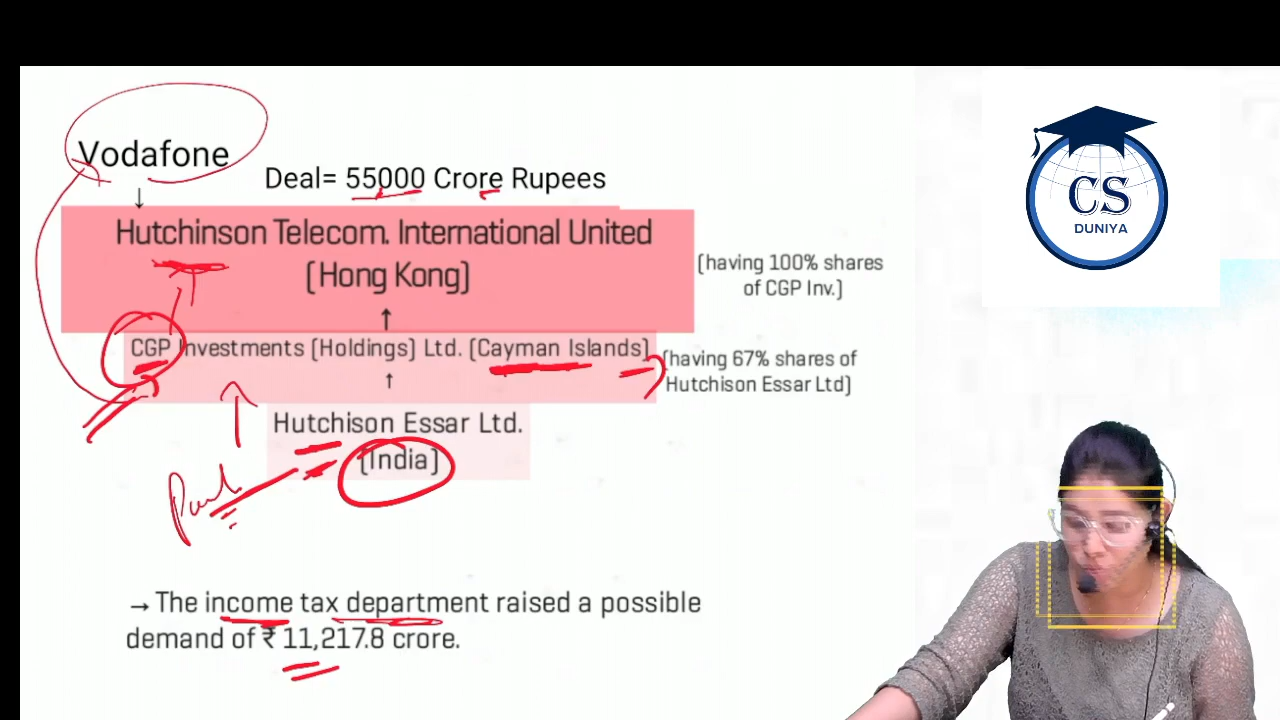 Vodafone
Deal= 55000 Crore Rupees
↓
Hutchinson Telecom. International United
(Hong Kong)
(having 100% shares
of CGP Inv.)
↑
CGP Investments (Holdings) Ltd. (Cayman Islands)
(having 67% shares of
Hutchison Essar Ltd)
↑
Hutchison Essar Ltd.
(India)
→ The income tax department raised a possible
demand of ₹ 11,217.8 crore.
CS
DUNIYA